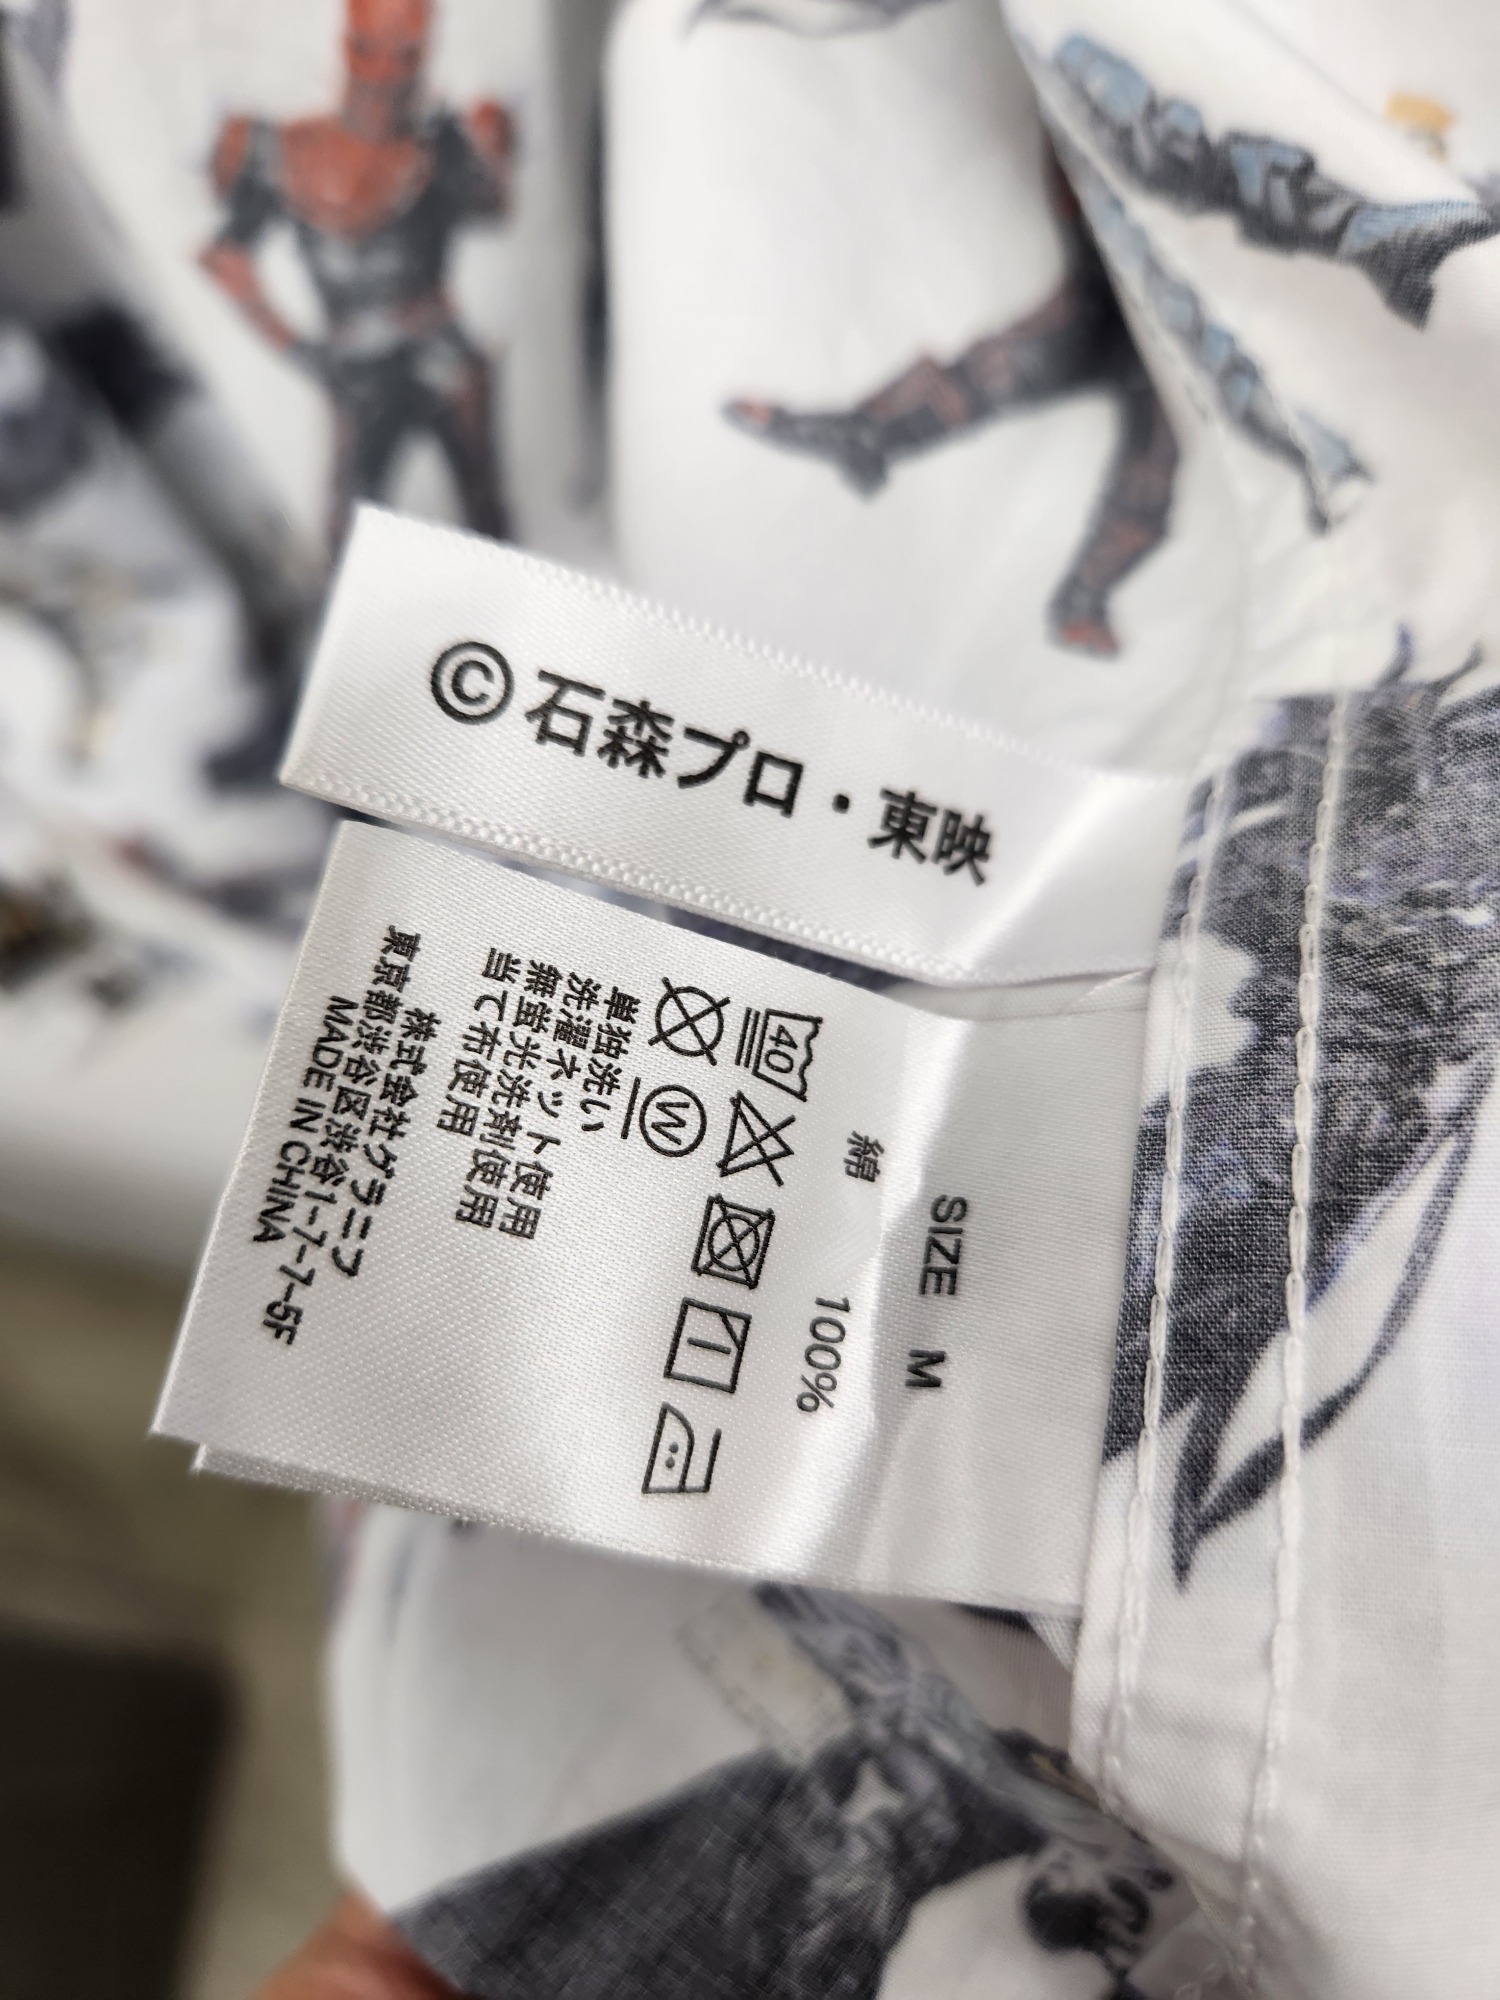 ©石森プロ・東映
SIZE M
綿 100%
40
W
単独洗い
洗濯ネット使用
無蛍光洗剤使用
当て布使用
株式会社グラニフ
東京都渋谷区渋谷1-7-7-5F
MADE IN CHINA